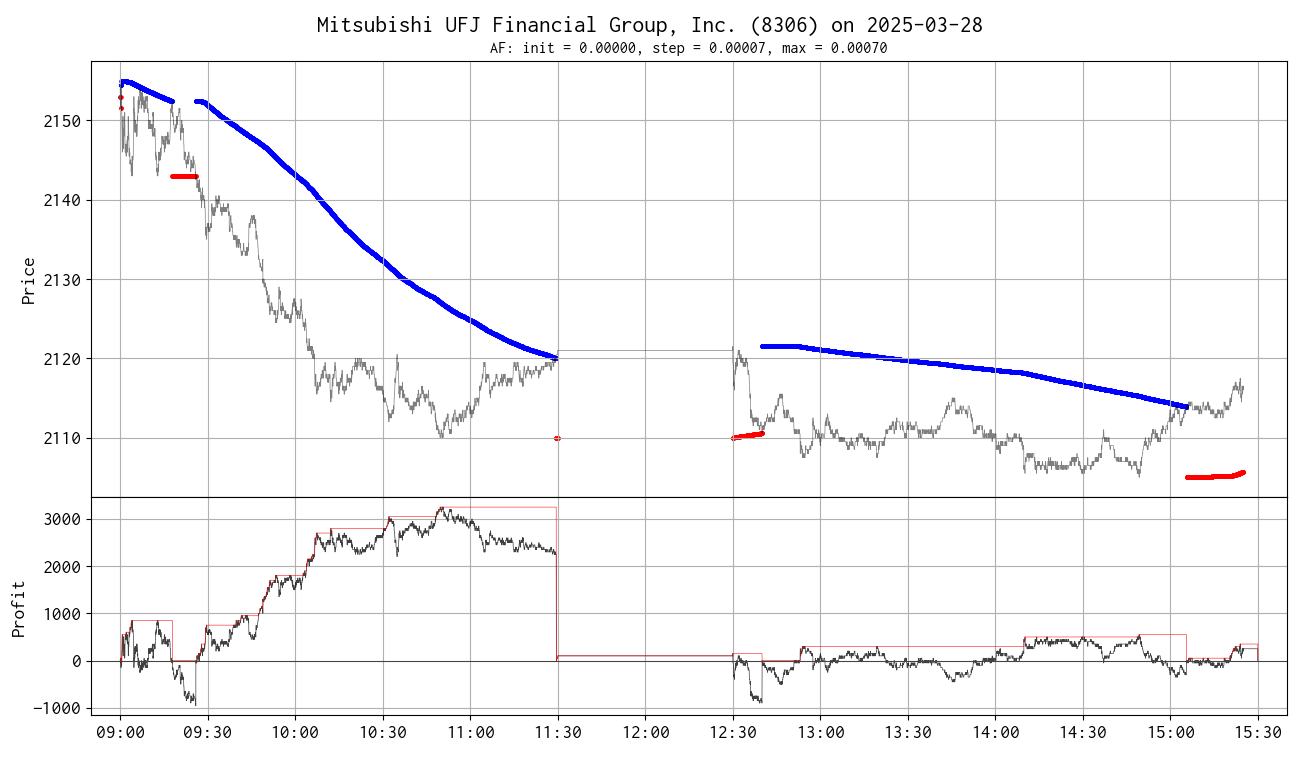 Mitsubishi UFJ Financial Group, Inc. (8306) on 2025-03-28
AF: init = 0.00000, step = 0.00007, max = 0.00070
Price
2150
2140
2130
2120
2110
Profit
3000
2000
1000
0
−1000
09:00 09:30 10:00 10:30 11:00 11:30 12:00 12:30 13:00 13:30 14:00 14:30 15:00 15:30